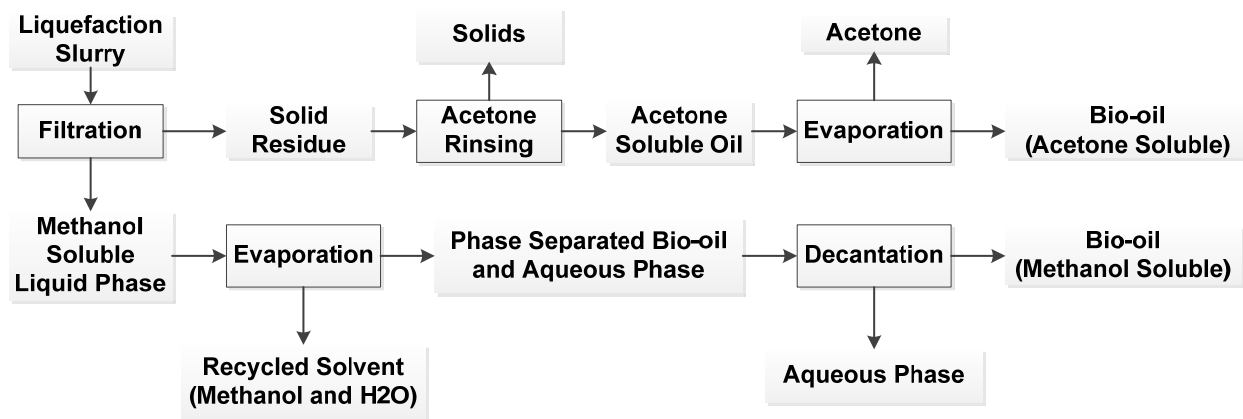 Liquefaction
Slurry
Solids
Acetone
Filtration
Solid
Residue
Acetone
Rinsing
Acetone
Soluble Oil
Evaporation
Bio-oil
(Acetone Soluble)
Methanol
Soluble
Liquid Phase
Evaporation
Phase Separated Bio-oil
and Aqueous Phase
Decantation
Bio-oil
(Methanol Soluble)
Recycled Solvent
(Methanol and H2O)
Aqueous Phase